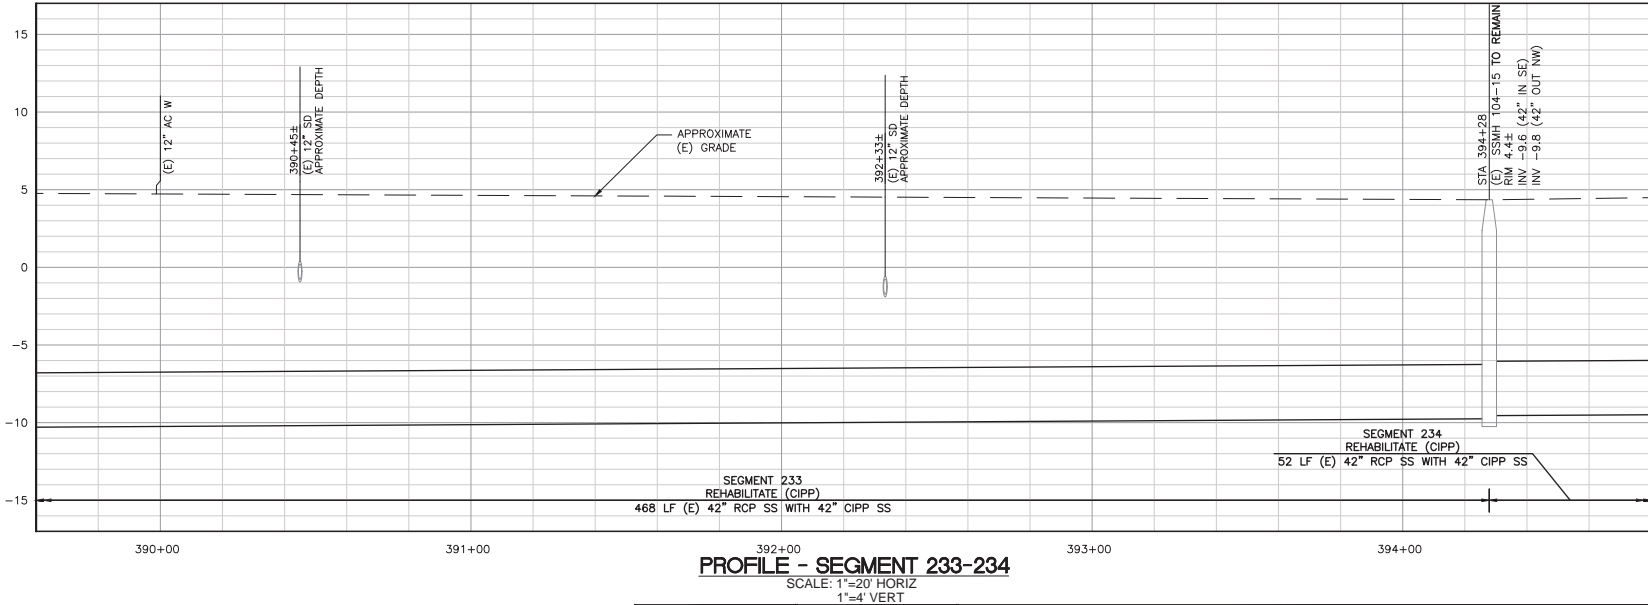 15
10
5
0
-5
-10
-15
(E) 12" AC W
390+45±
(E) 12" SD
APPROXIMATE DEPTH
APPROXIMATE
(E) GRADE
392+33±
(E) 12" SD
APPROXIMATE DEPTH
STA 394+28
(E) SSMH 104-15 TO REMAIN
RIM 4.4±
INV -9.6 (42" IN SE)
INV -9.8 (42" OUT NW)
SEGMENT 234
REHABILITATE (CIPP)
52 LF (E) 42" RCP SS WITH 42" CIPP SS
SEGMENT 233
REHABILITATE (CIPP)
468 LF (E) 42" RCP SS WITH 42" CIPP SS
390+00
391+00
392+00
393+00
394+00
PROFILE - SEGMENT 233-234
SCALE: 1"=20' HORIZ
1"=4' VERT